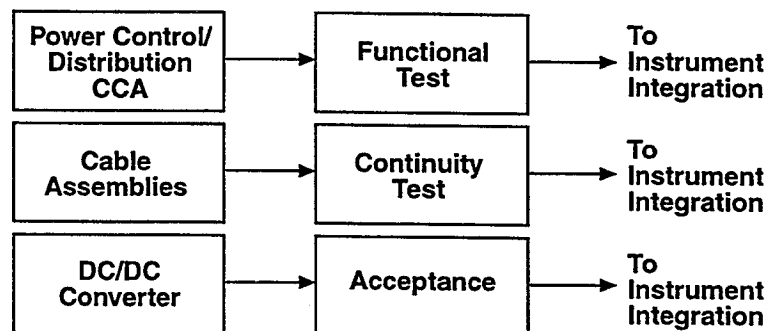 Power Control/
Distribution
CCA
Functional
Test
To
Instrument
Integration
Cable
Assemblies
Continuity
Test
To
Instrument
Integration
DC/DC
Converter
Acceptance
To
Instrument
Integration